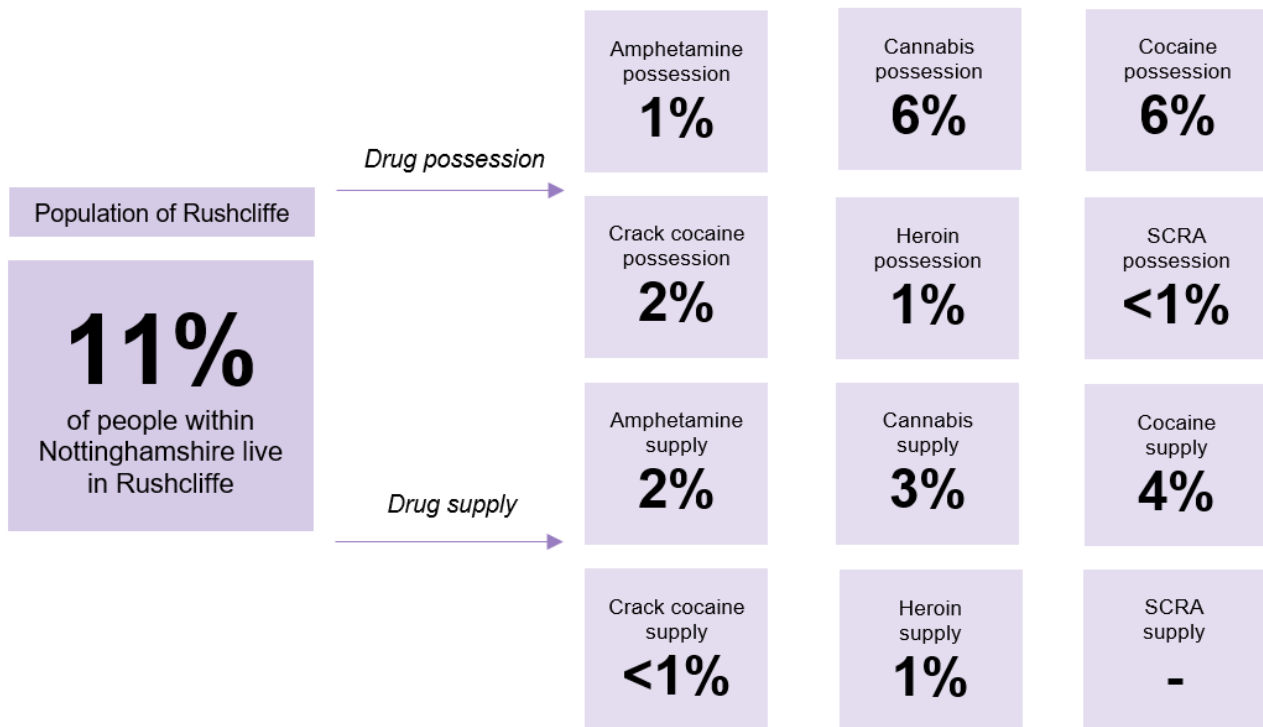 Population of Rushcliffe
11%
of people within
Nottinghamshire live
in Rushcliffe
Drug possession
Amphetamine
possession
1%
Cannabis
possession
6%
Cocaine
possession
6%
Crack cocaine
possession
2%
Heroin
possession
1%
SCRA
possession
<1%
Drug supply
Amphetamine
supply
2%
Cannabis
supply
3%
Cocaine
supply
4%
Crack cocaine
supply
<1%
Heroin
supply
1%
SCRA
supply
-